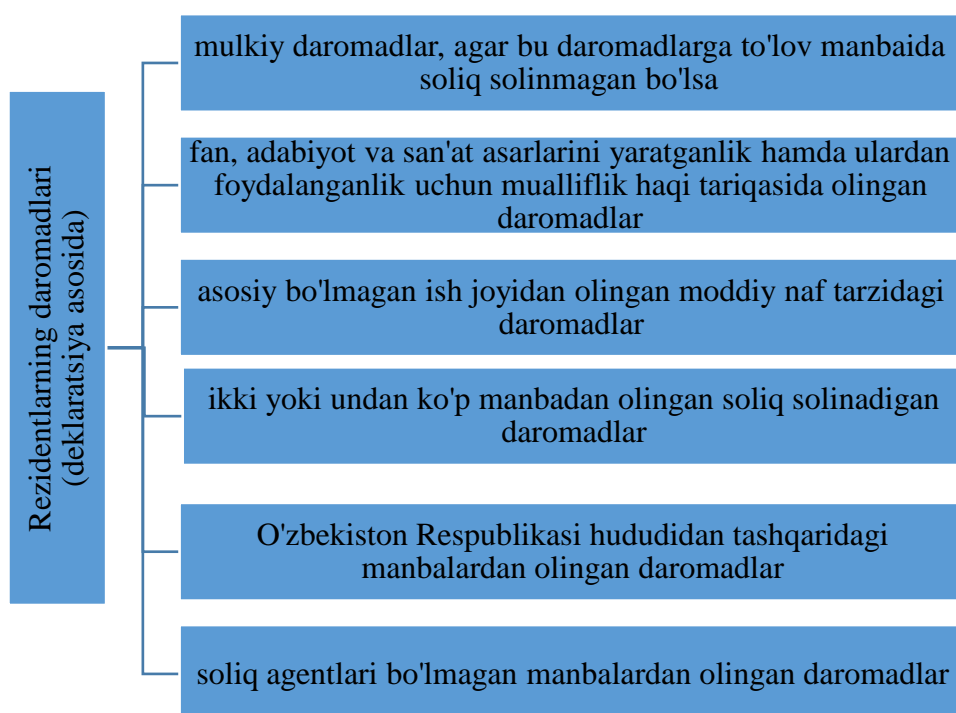 Rezidentlarning daromadlari
(deklaratsiya asosida)
mulkiy daromadlar, agar bu daromadlarga to'lov manbaida
soliq solinmagan bo'lsa
fan, adabiyot va san'at asarlarini yaratganlik hamda ulardan
foydalanganlik uchun mualliflik haqi tariqasida olingan
daromadlar
asosiy bo'lmagan ish joyidan olingan moddiy naf tarzidagi
daromadlar
ikki yoki undan ko'p manbadan olingan soliq solinadigan
daromadlar
O'zbekiston Respublikasi hududidan tashqaridagi
manbalardan olingan daromadlar
soliq agentlari bo'lmagan manbalardan olingan daromadlar